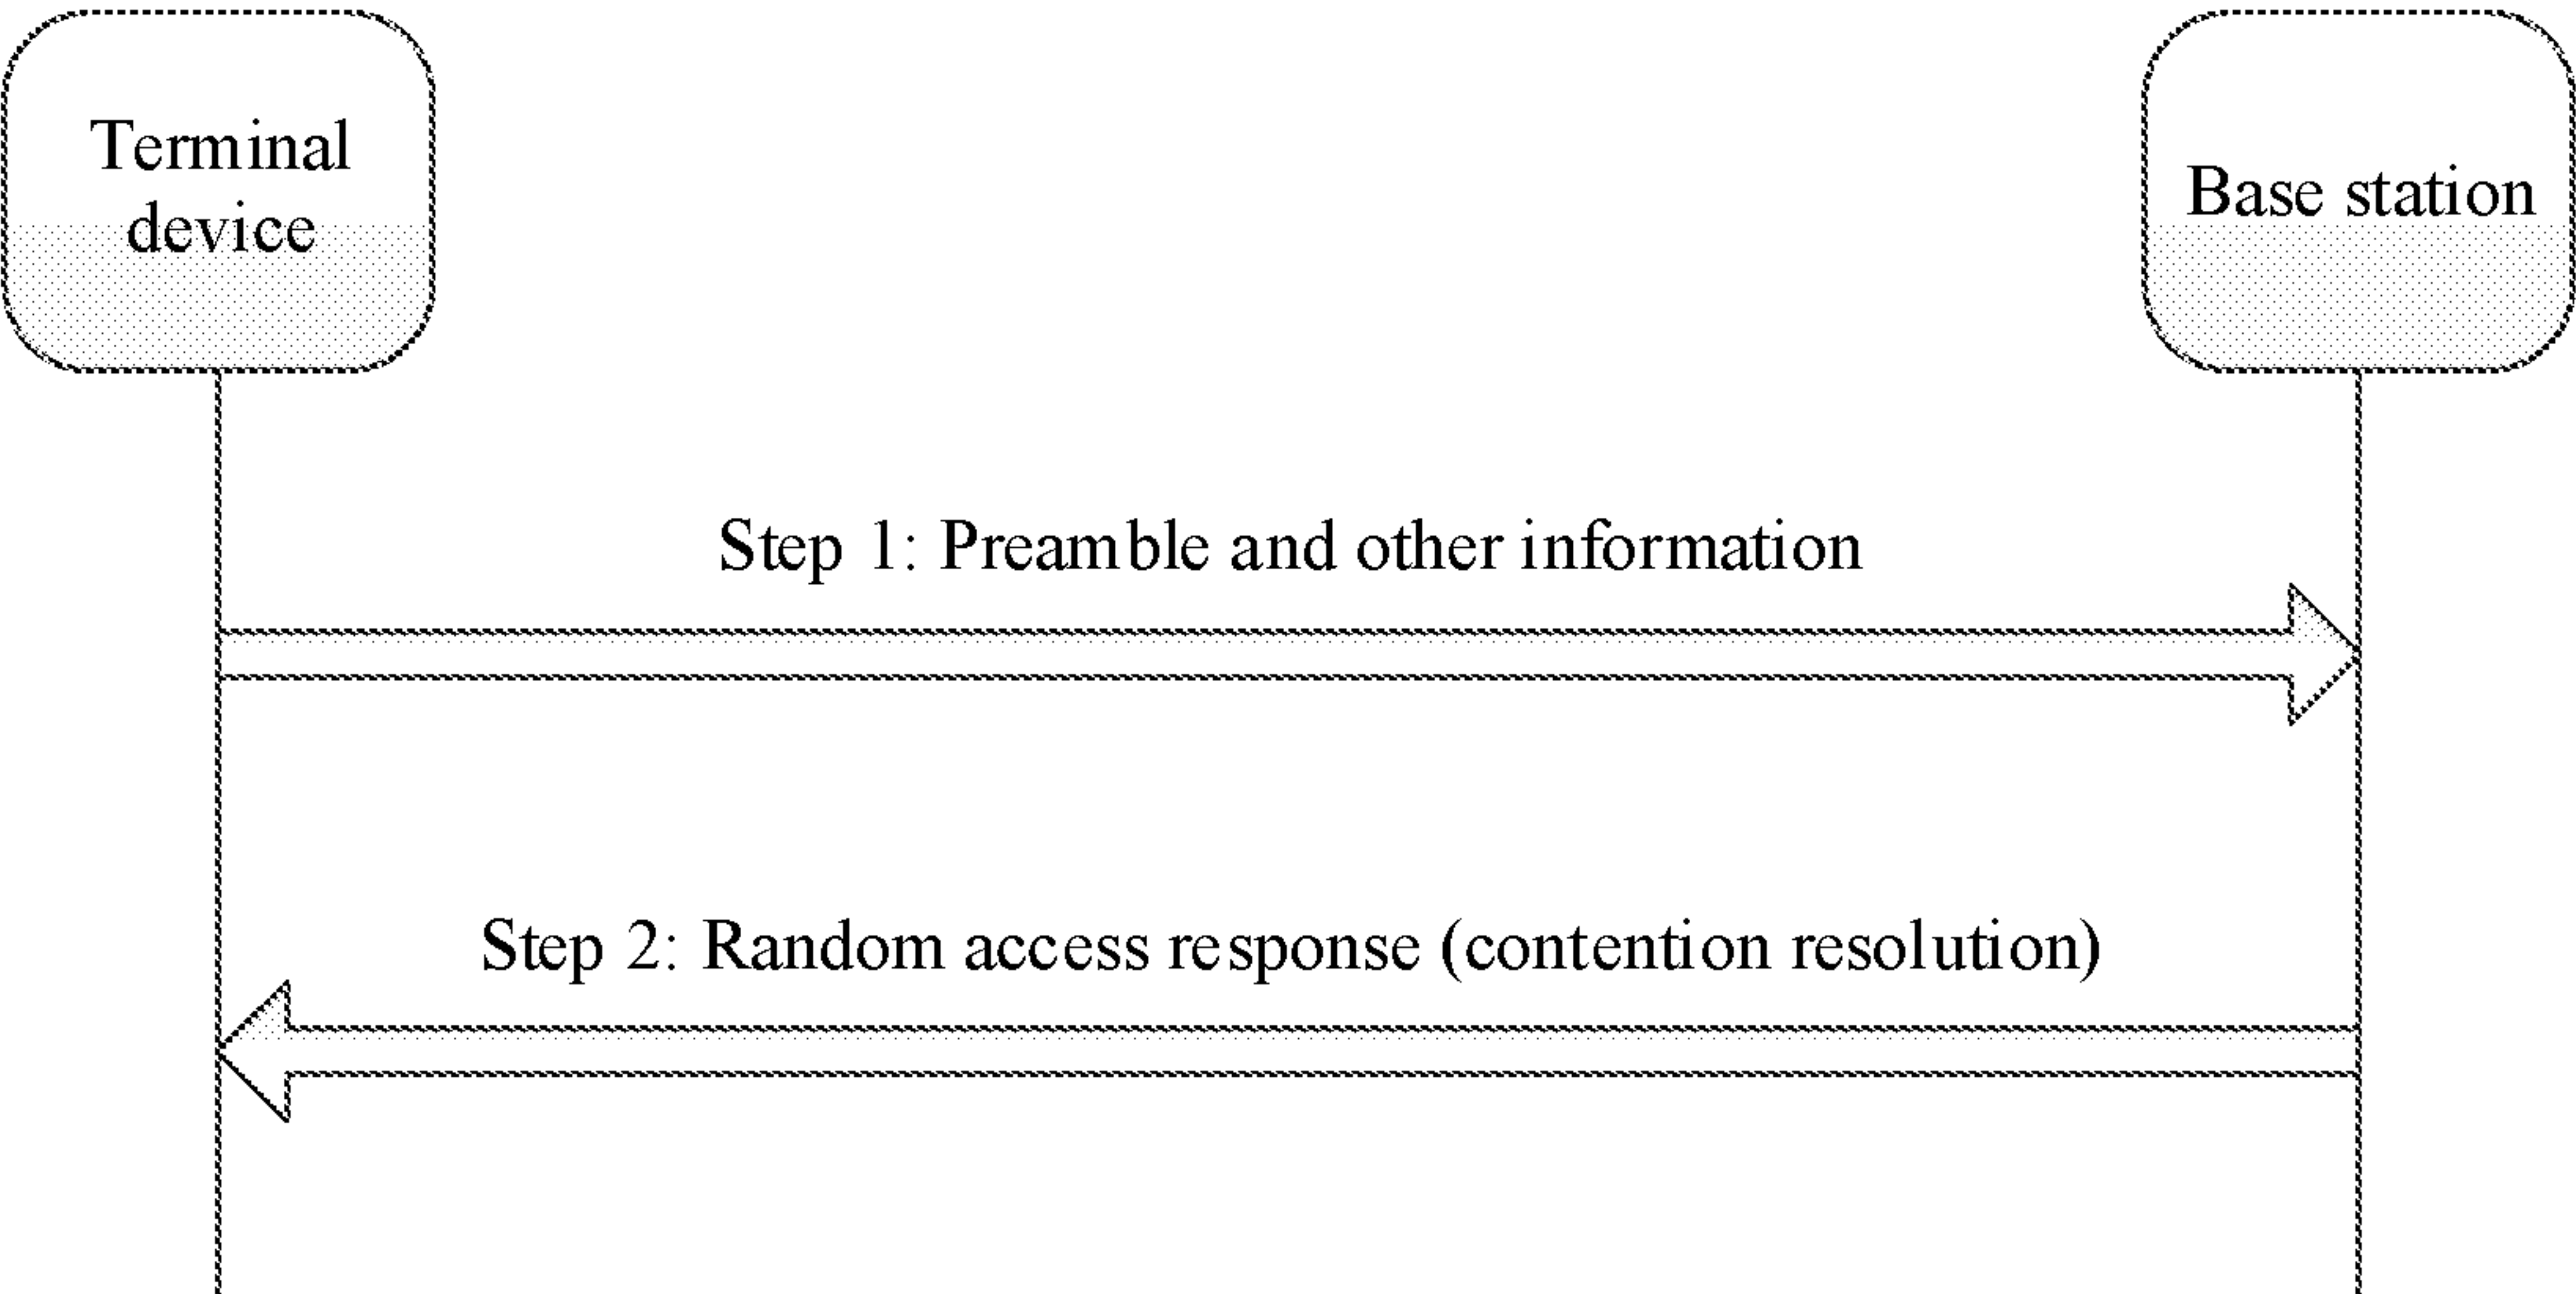 Terminal
device
Base station
Step 1: Preamble and other information
Step 2: Random access response (contention resolution)